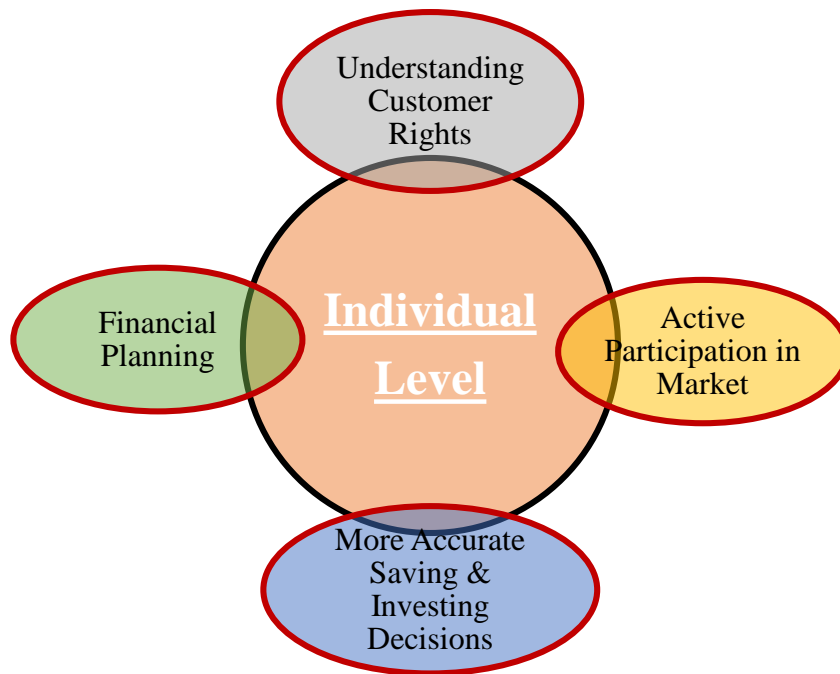 Understanding
Customer
Rights
Financial
Planning
Individual
Level
Active
Participation in
Market
More Accurate
Saving &
Investing
Decisions